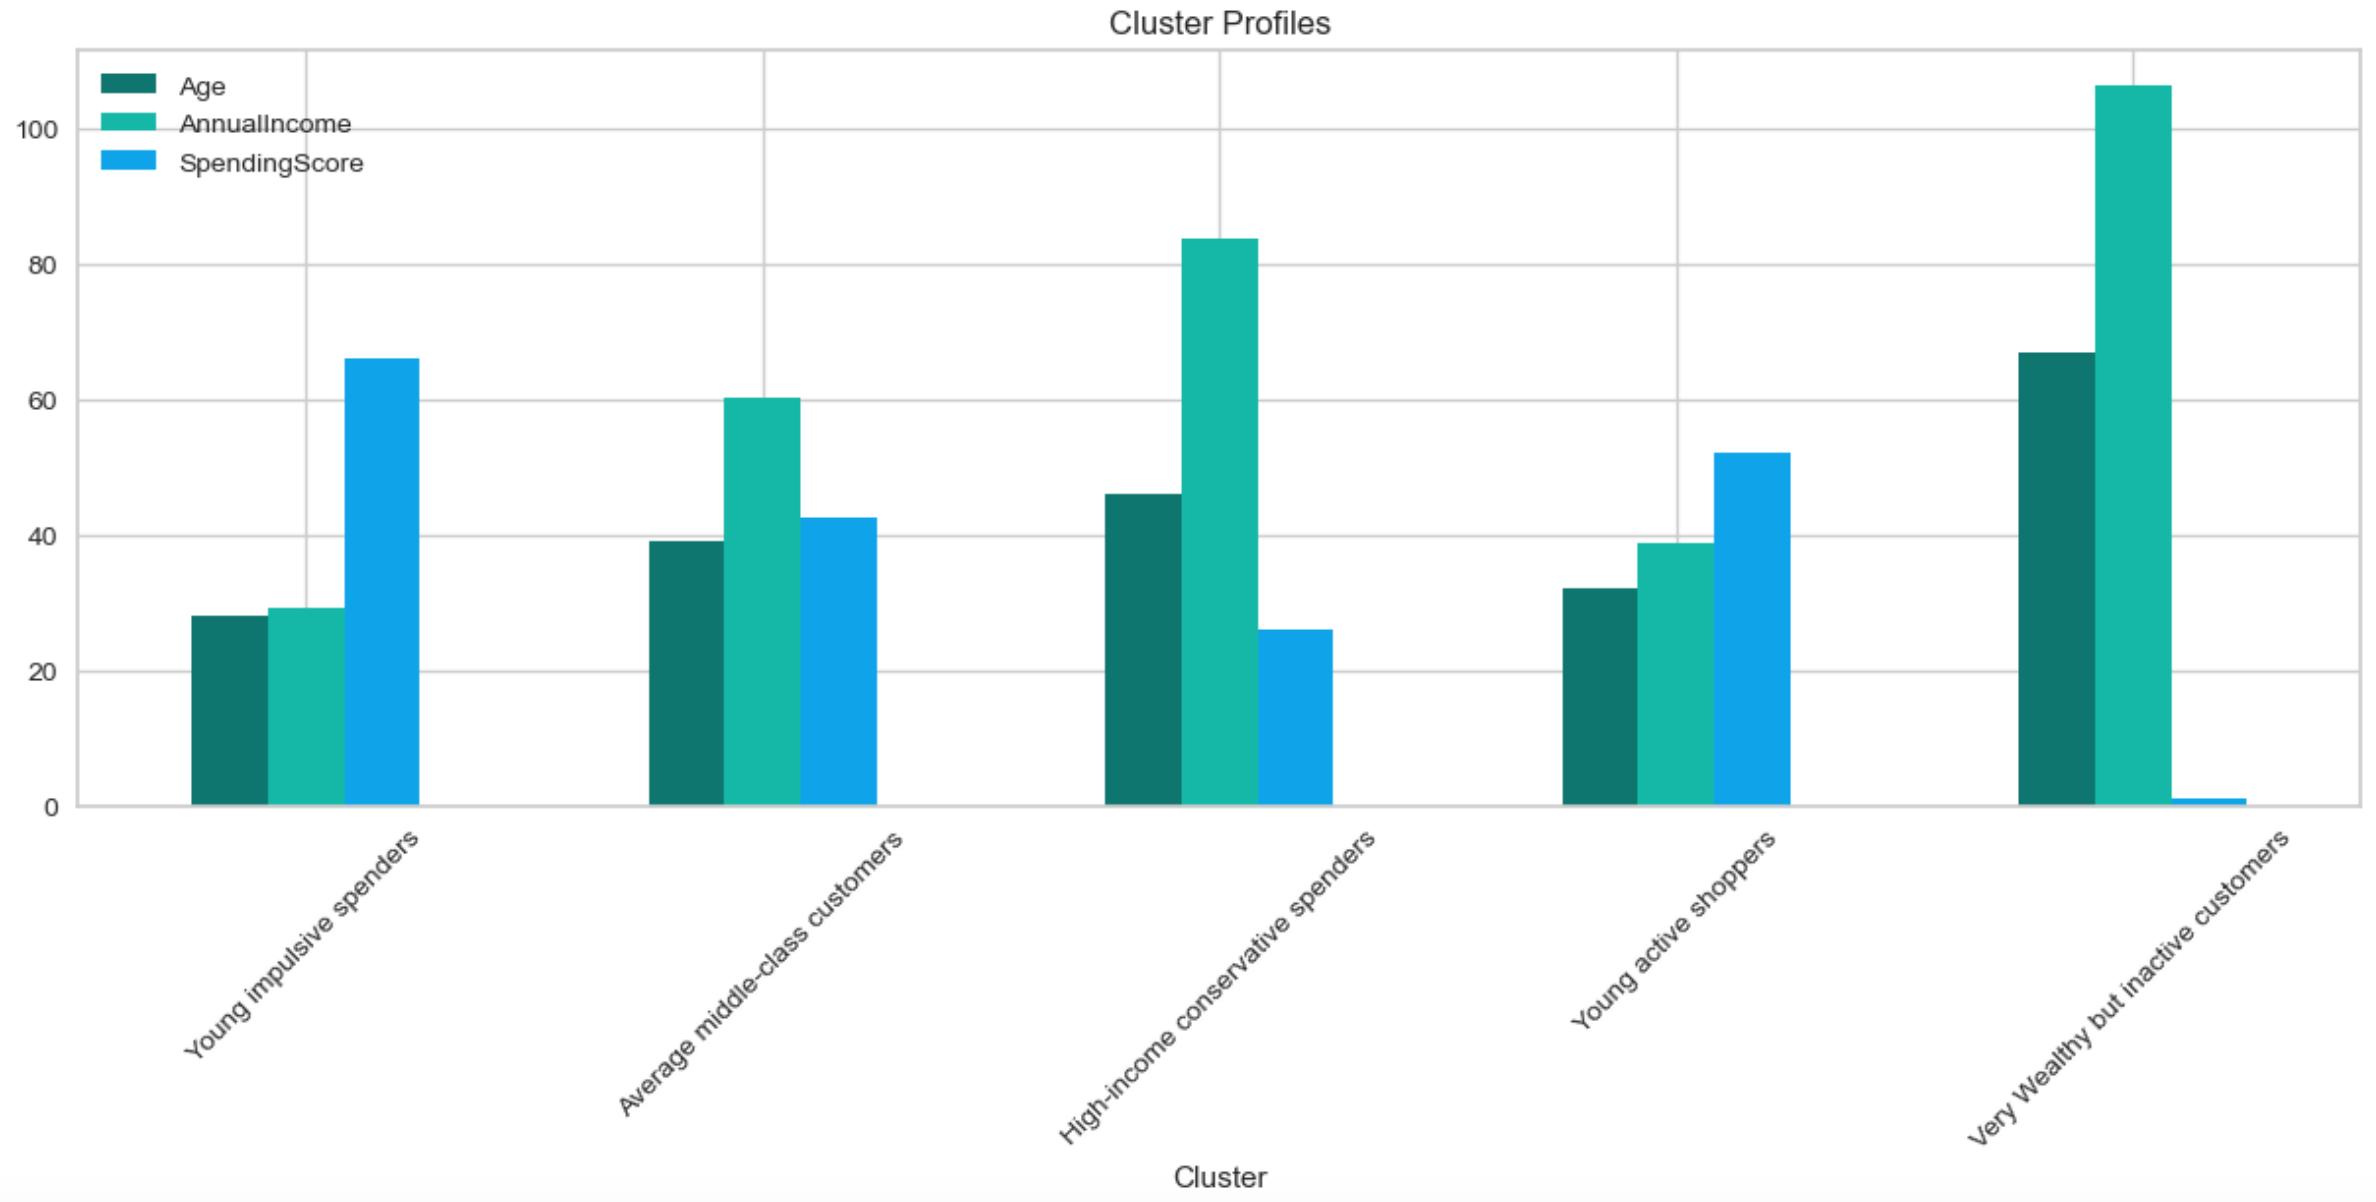 Cluster Profiles
Age
AnnualIncome
SpendingScore
100
80
60
40
20
0
Young impulsive spenders
Average middle-class customers
High-income conservative spenders
Young active shoppers
Very Wealthy but inactive customers
Cluster